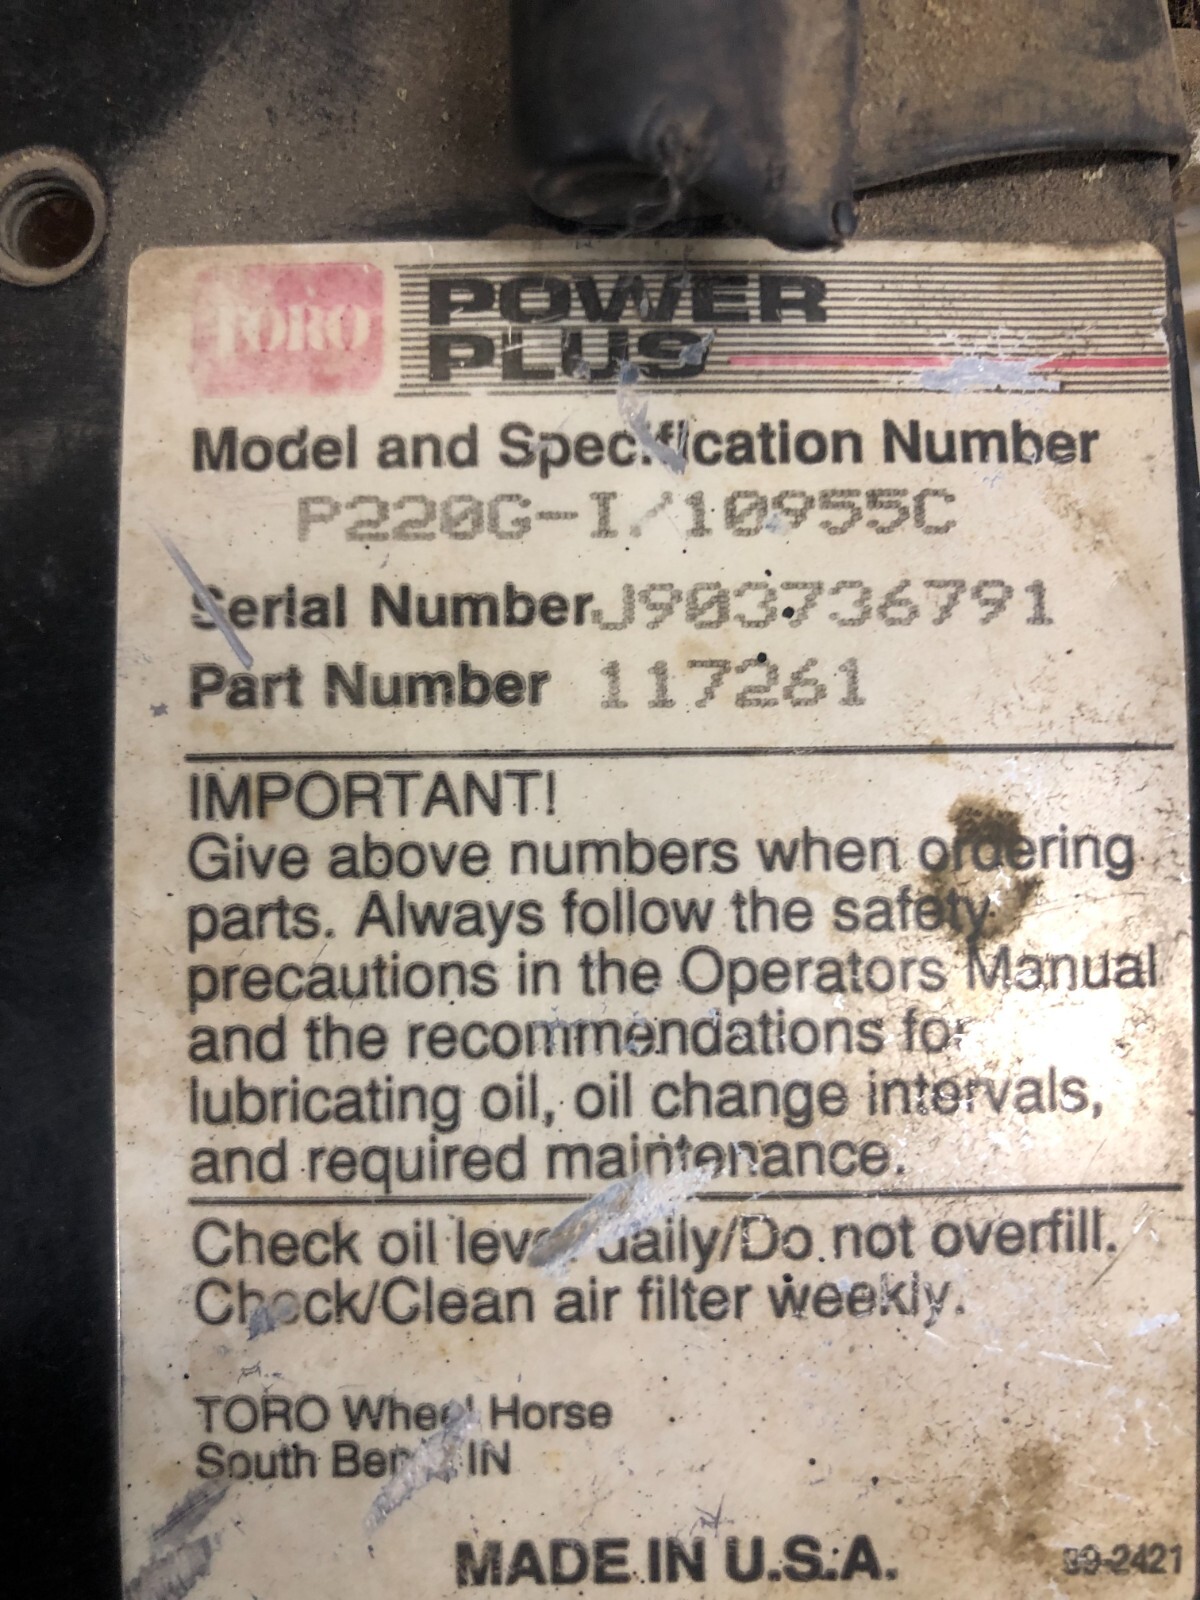 TORO POWER
PLUS
Model and Specification Number
P220G-I/10955C
Serial Number J903736791
Part Number 117261
IMPORTANT!
Give above numbers when ordering
parts. Always follow the safety
precautions in the Operators Manual
and the recommendations for
lubricating oil, oil change intervals,
and required maintenance.
Check oil level daily/Do not overfill.
Check/Clean air filter weekly.
TORO Wheel Horse
South Bend, IN
MADE IN U.S.A. 99-2421